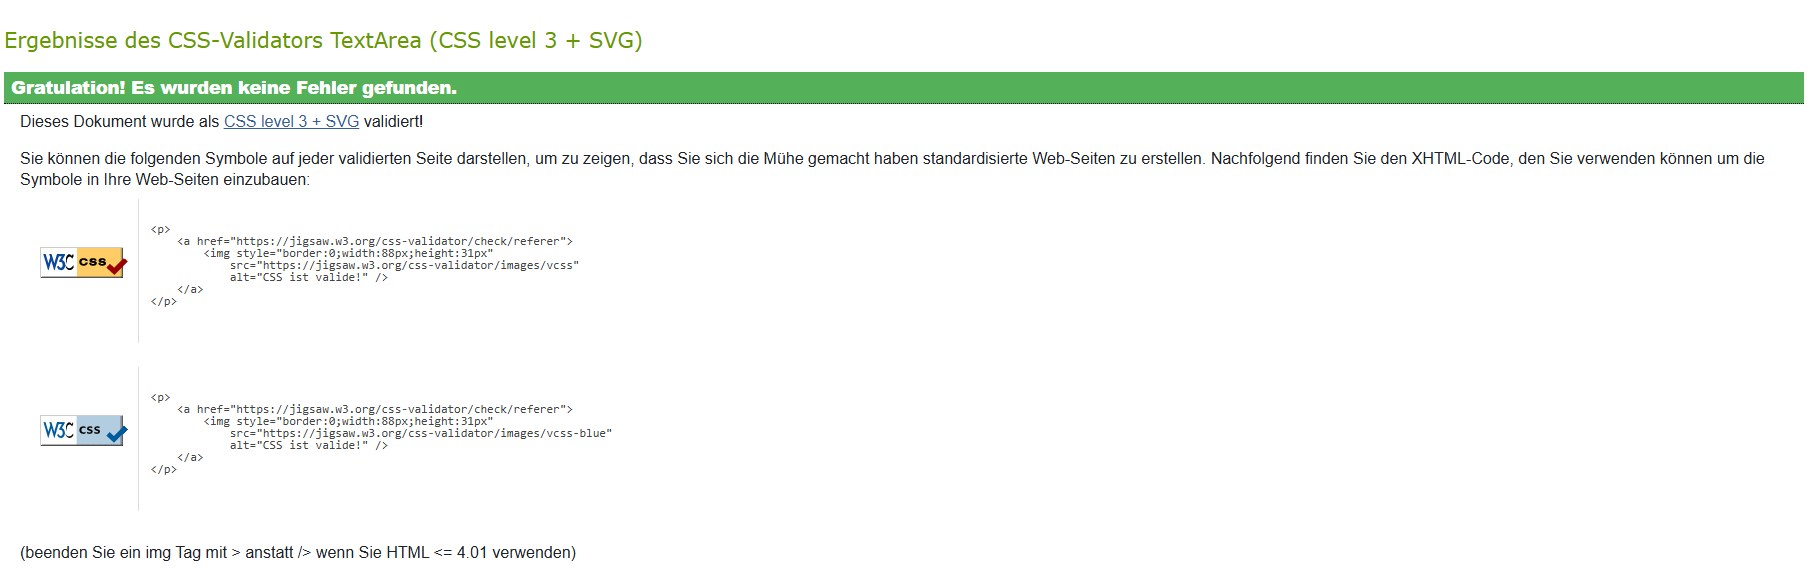 Ergebnisse des CSS-Validators TextArea (CSS level 3 + SVG)
Gratulation! Es wurden keine Fehler gefunden.
Dieses Dokument wurde als CSS level 3 + SVG validiert!
Sie können die folgenden Symbole auf jeder validierten Seite darstellen, um zu zeigen, dass Sie sich die Mühe gemacht haben standardisierte Web-Seiten zu erstellen. Nachfolgend finden Sie den XHTML-Code, den Sie verwenden können um die
Symbole in Ihre Web-Seiten einzubauen:
W3C css
<p>
<a href="https://jigsaw.w3.org/css-validator/check/referer">
<img style="border:0;width:88px;height:31px"
src="https://jigsaw.w3.org/css-validator/images/vcss"
alt="CSS ist valide!" />
</a>
</p>
W3C css
<p>
<a href="https://jigsaw.w3.org/css-validator/check/referer">
<img style="border:0;width:88px;height:31px"
src="https://jigsaw.w3.org/css-validator/images/vcss-blue"
alt="CSS ist valide!" />
</a>
</p>
(beenden Sie ein img Tag mit > anstatt /> wenn Sie HTML <= 4.01 verwenden)